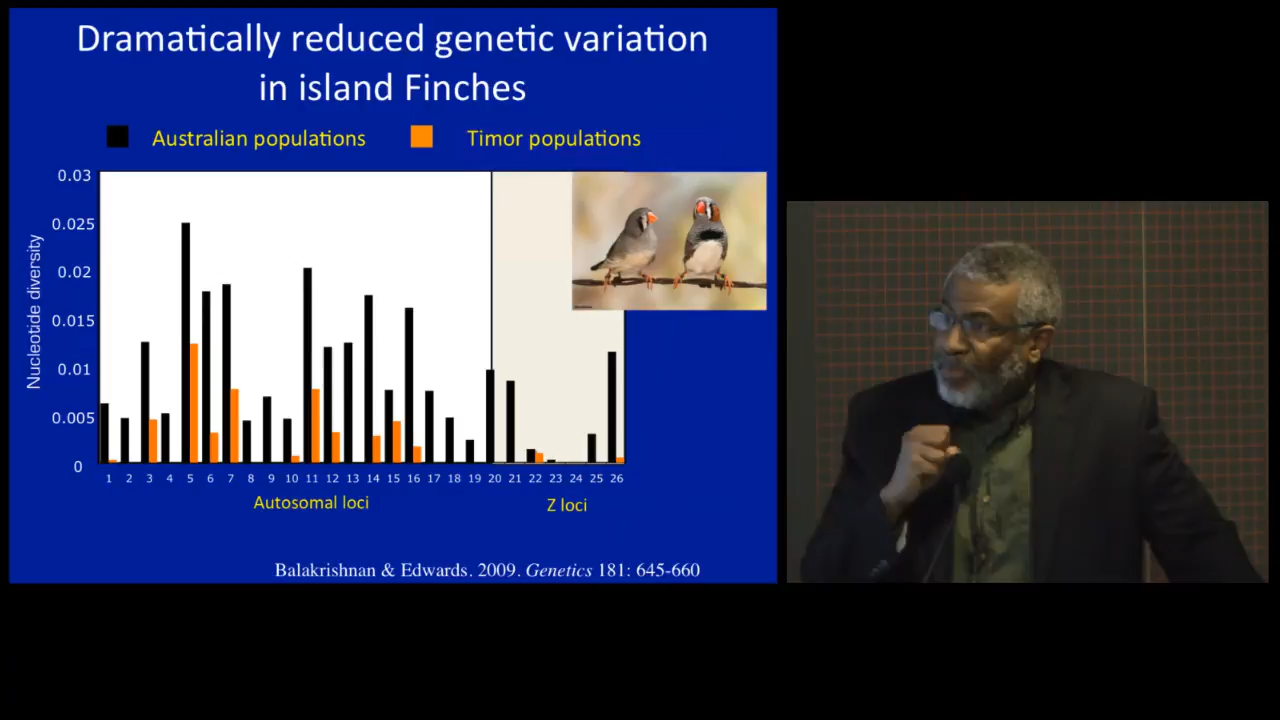 Dramatically reduced genetic variation
in island Finches
Australian populations Timor populations
0.03
0.025
0.02
0.015
0.01
0.005
0
Nucleotide diversity
1 2 3 4 5 6 7 8 9 10 11 12 13 14 15 16 17 18 19 20 21 22 23 24 25 26
Autosomal loci Z loci
Balakrishnan & Edwards. 2009. Genetics 181: 645-660